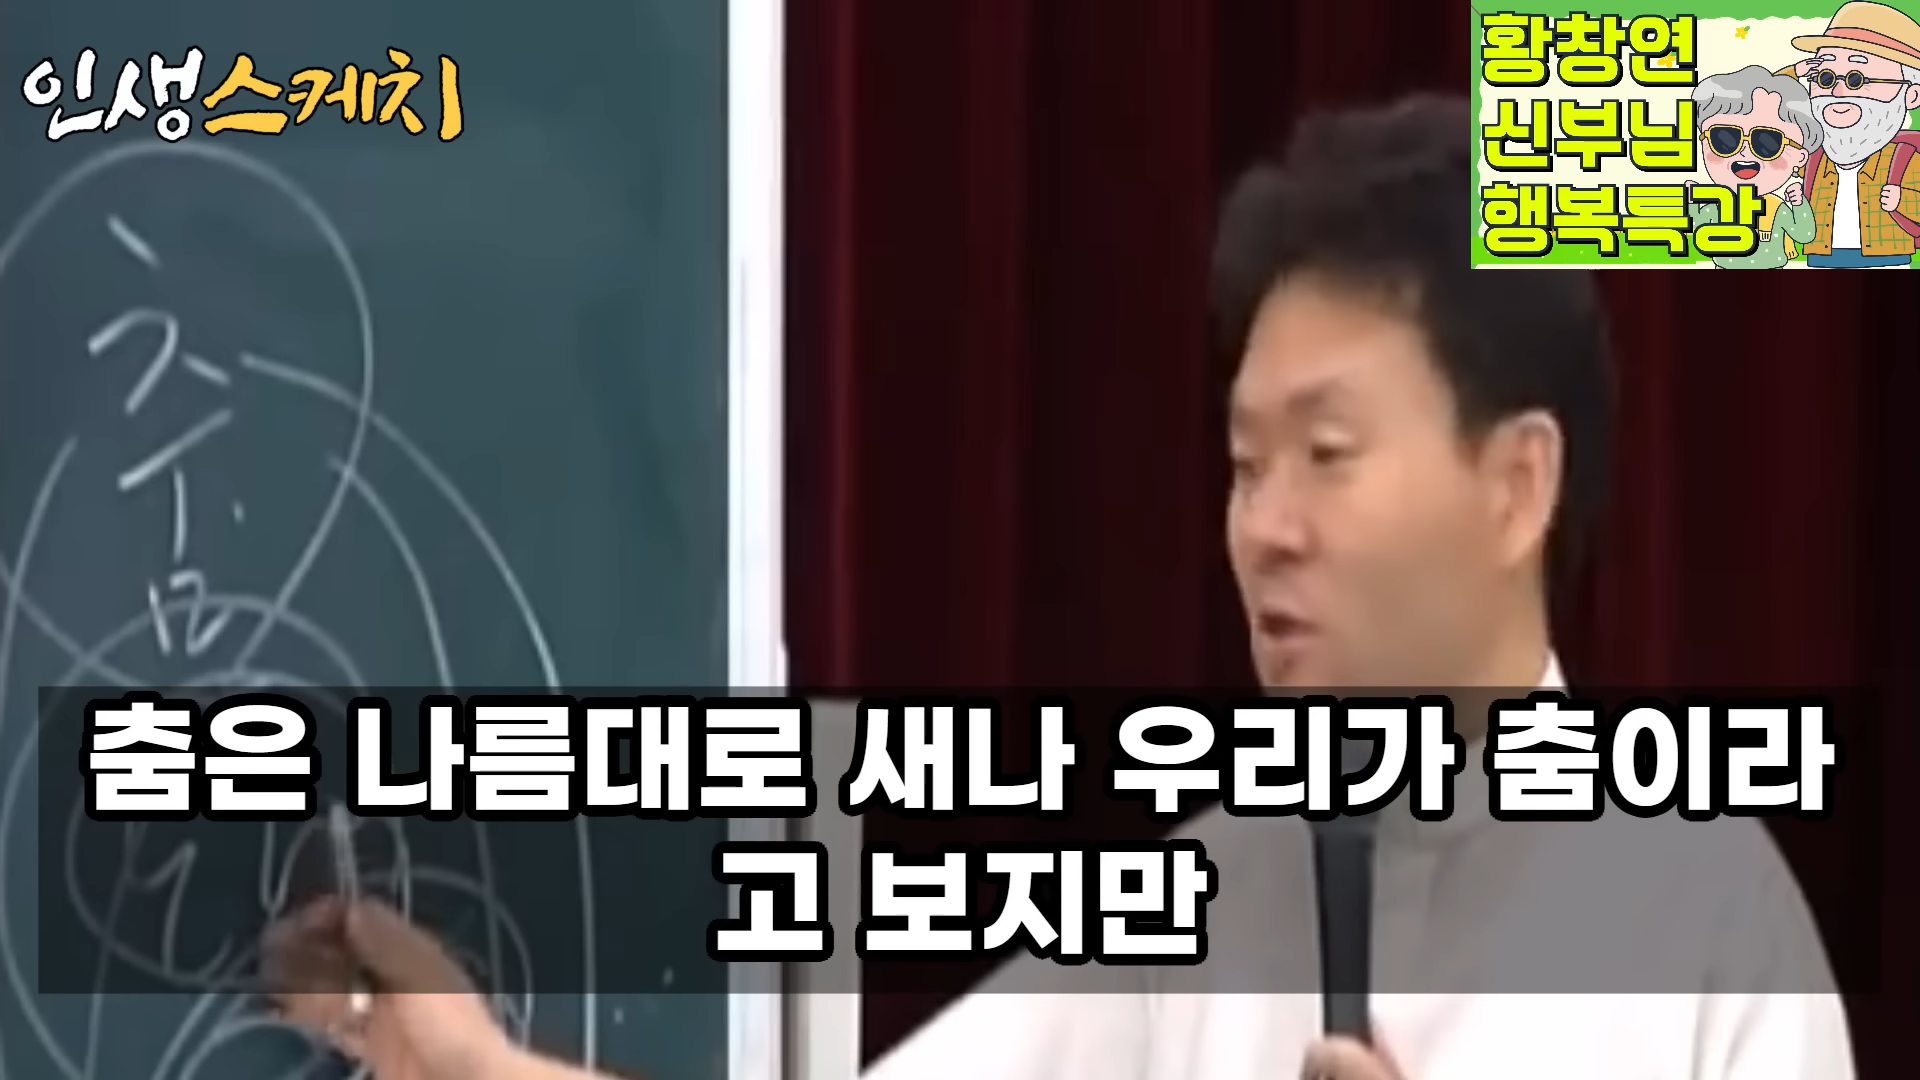 인생스케치
황창연
신부님
행복특강
춤
춤은 나름대로 새나 우리가 춤이라
고 보지만